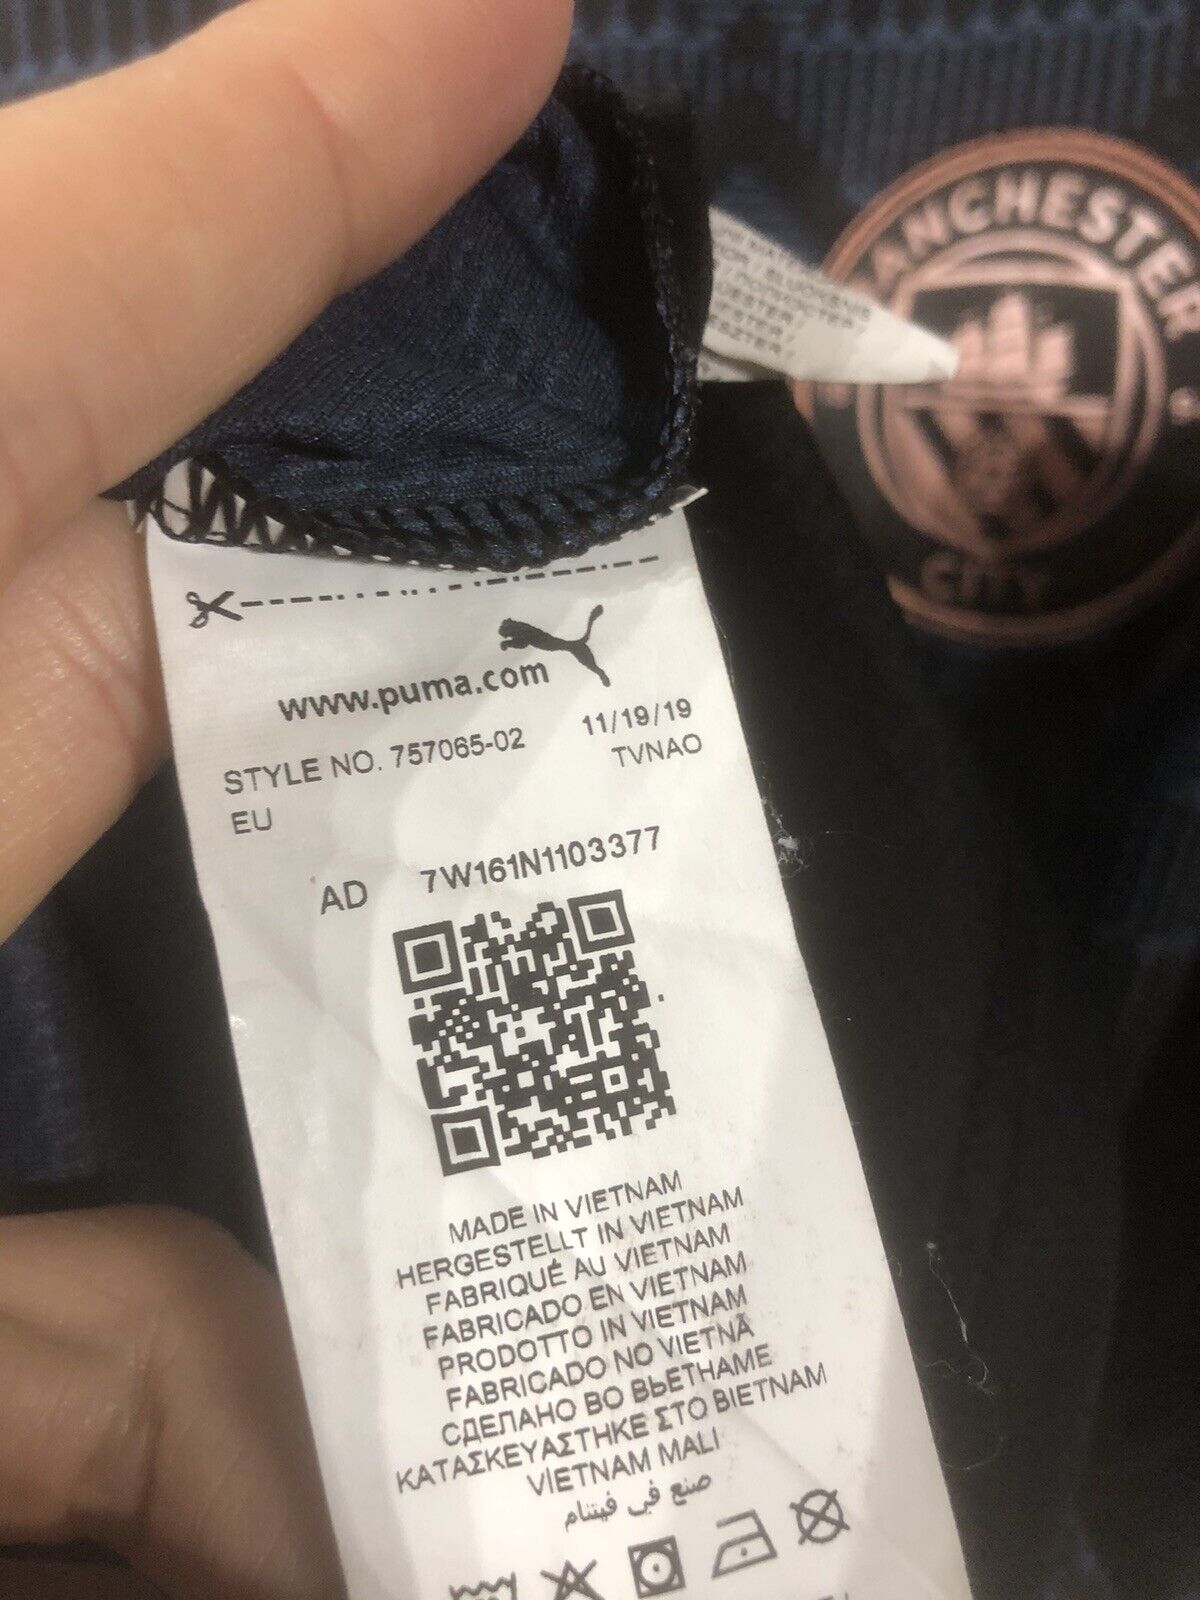 MANCHESTER
CITY
www.puma.com
STYLE NO. 757065-02 11/19/19
EU TVNAO
AD 7W161N1103377
MADE IN VIETNAM
HERGESTELLT IN VIETNAM
FABRIQUÉ AU VIETNAM
FABRICADO EN VIETNAM
PRODOTTO IN VIETNAM
FABRICADO NO VIETNÃ
СДЕЛАНО ВО ВЬЕТНАМЕ
ΚΑΤΑΣΚΕΥΑΣΤΗΚΕ ΣΤΟ ΒΙΕΤΝΑΜ
VIETNAM MALI
صنع في فيتنام